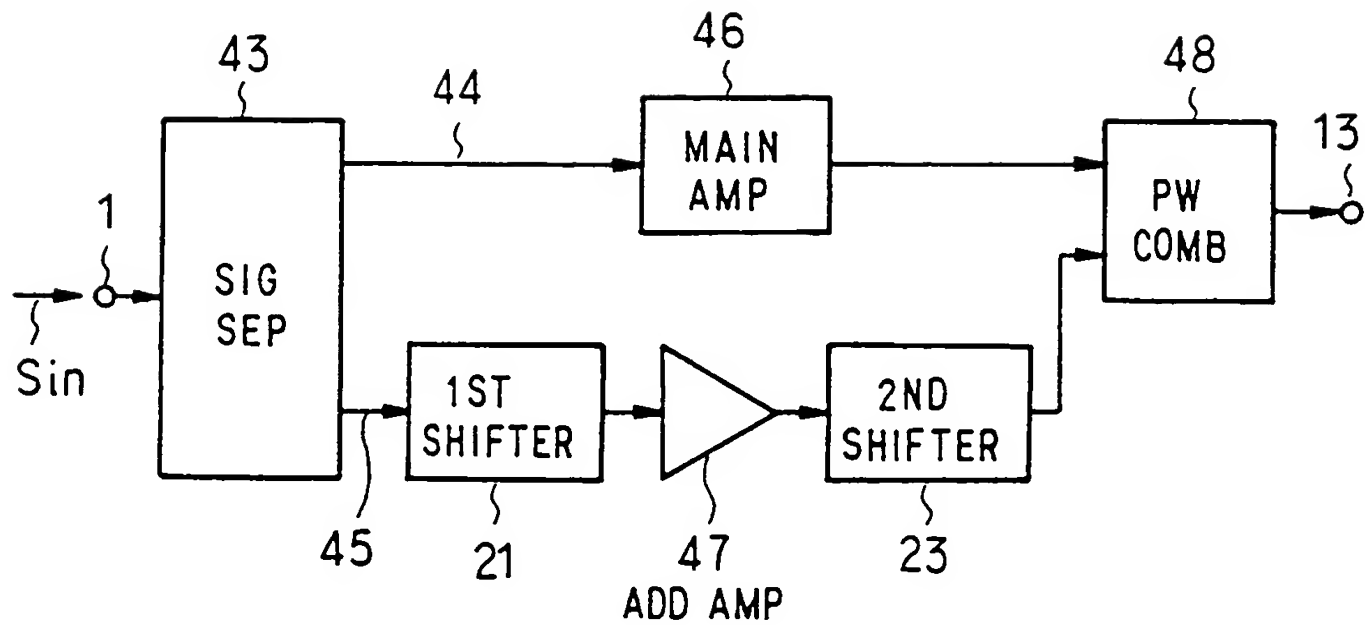 43
44
46
48
13
MAIN
AMP
PW
COMB
1
SIG
SEP
Sin
1ST
SHIFTER
2ND
SHIFTER
45
21
47
23
ADD AMP